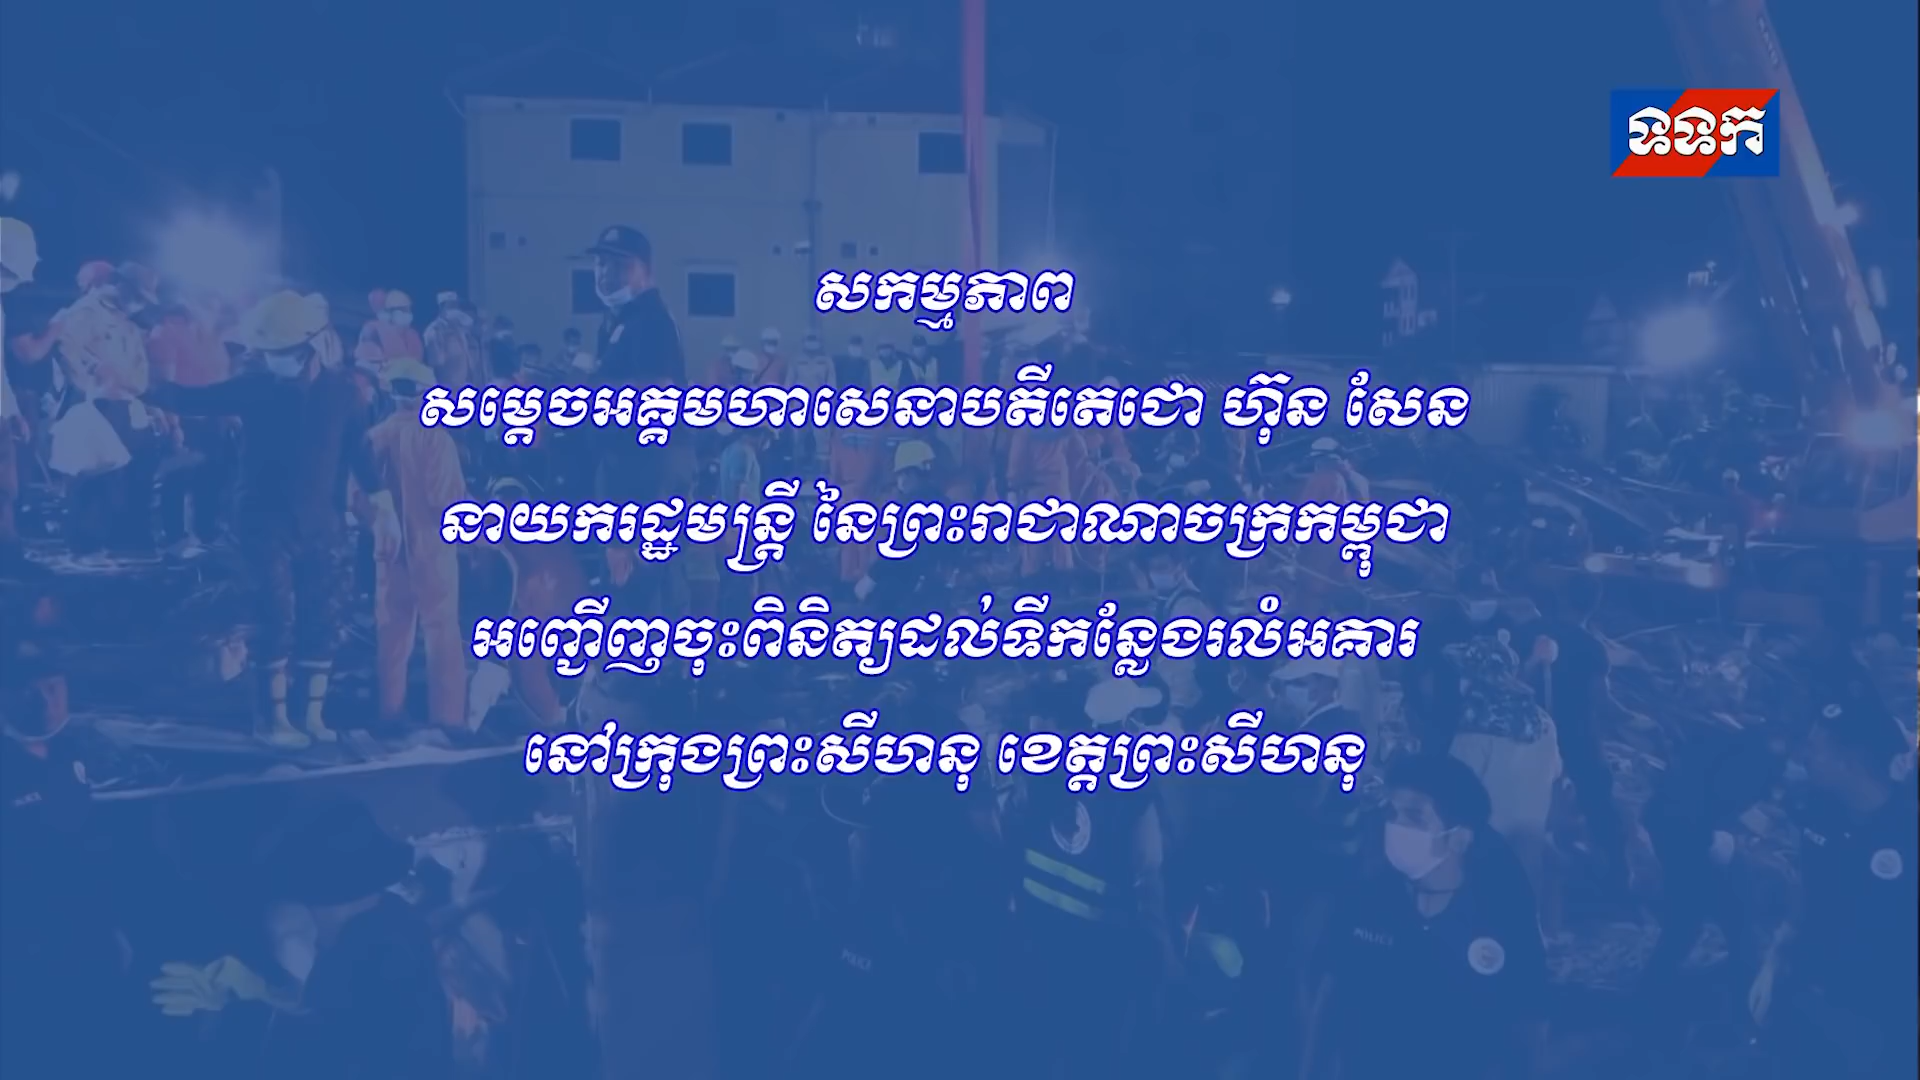 ទទក
សកម្មភាព
សម្តេចអគ្គមហាសេនាបតីតេជោ ហ៊ុន សែន
នាយករដ្ឋមន្ត្រី នៃព្រះរាជាណាចក្រកម្ពុជា
អញ្ជើញចុះពិនិត្យដល់ទីកន្លែងរលំអគារ
នៅក្រុងព្រះសីហនុ ខេត្តព្រះសីហនុ
POLICE
POLICE